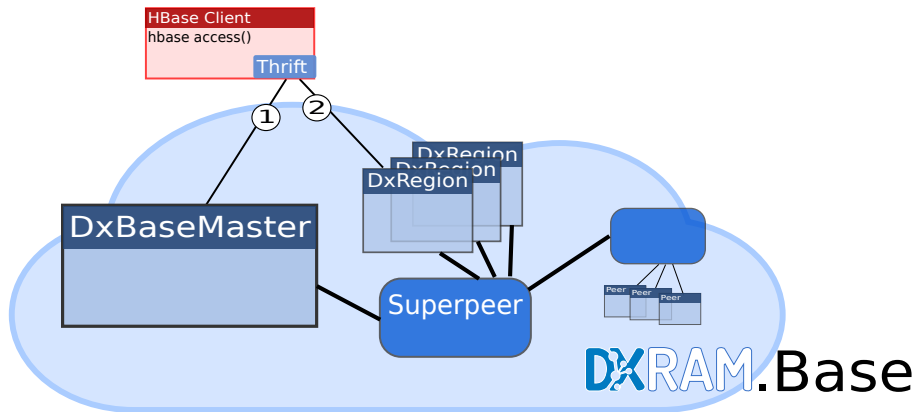 HBase Client
hbase access()
Thrift
1
2
DxRegion
DxRegion
DxRegion
DxBaseMaster
Superpeer
Peer
Peer
Peer
DXRAM.Base